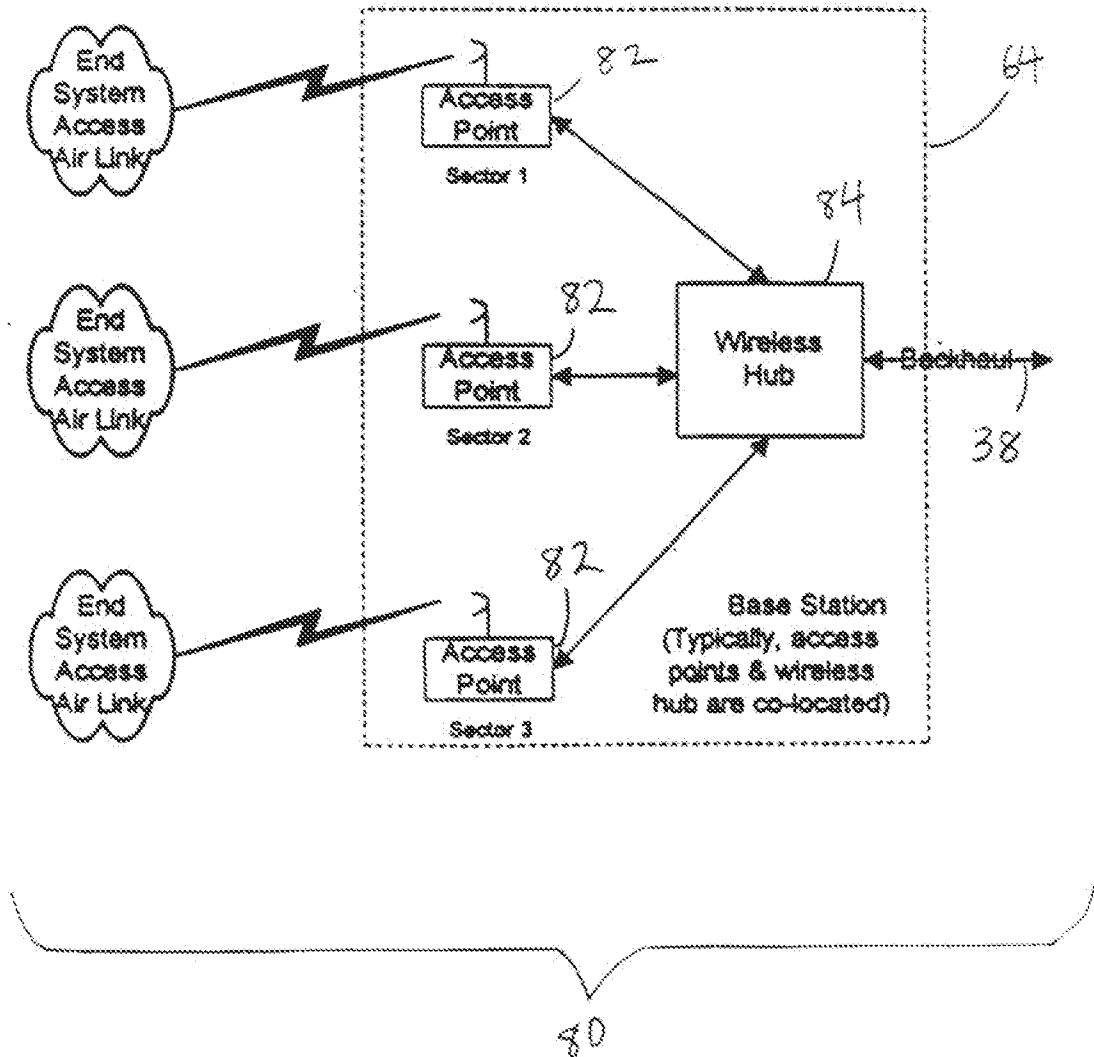 End
System
Access
Air Link
82
Access
Point
Sector 1
64
84
End
System
Access
Air Link
82
Access
Point
Sector 2
Wireless
Hub
Backhaul
38
End
System
Access
Air Link
82
Access
Point
Sector 3
Base Station
(Typically, access
points & wireless
hub are co-located)
80